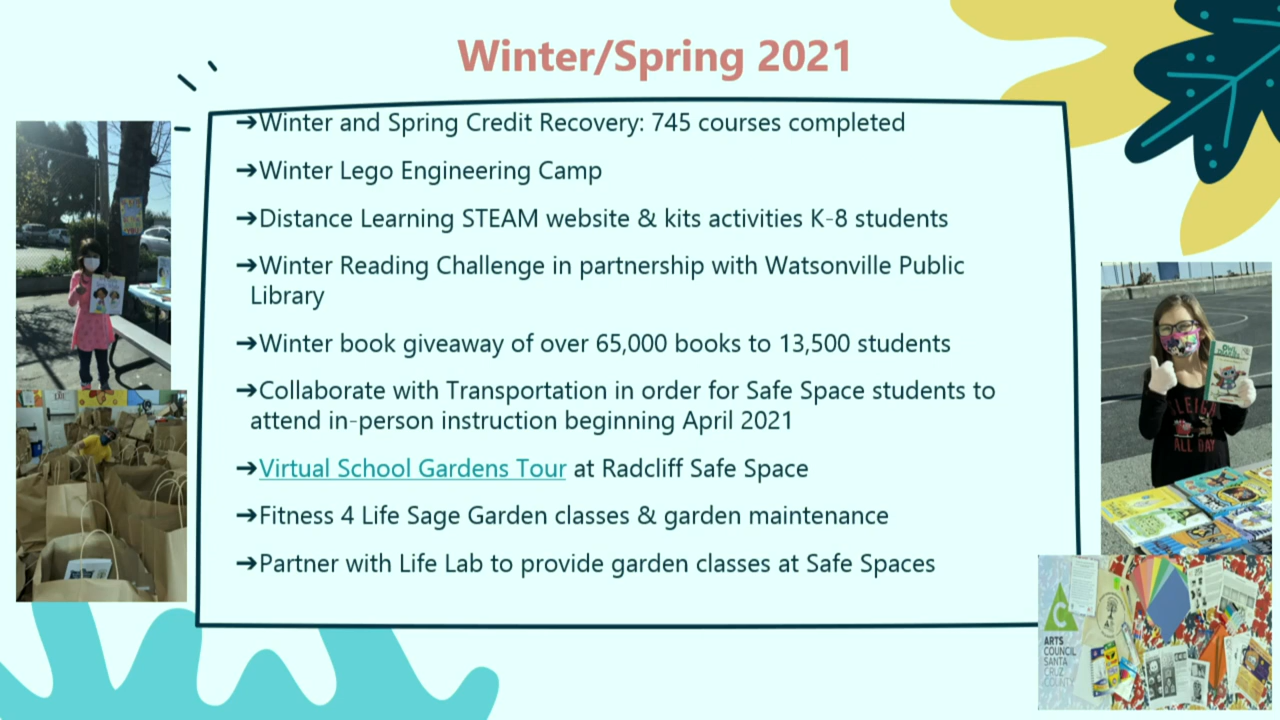 Winter/Spring 2021
➔Winter and Spring Credit Recovery: 745 courses completed
➔Winter Lego Engineering Camp
➔Distance Learning STEAM website & kits activities K-8 students
➔Winter Reading Challenge in partnership with Watsonville Public
Library
➔Winter book giveaway of over 65,000 books to 13,500 students
➔Collaborate with Transportation in order for Safe Space students to
attend in-person instruction beginning April 2021
➔Virtual School Gardens Tour at Radcliff Safe Space
➔Fitness 4 Life Sage Garden classes & garden maintenance
➔Partner with Life Lab to provide garden classes at Safe Spaces
ALL DAY
C
ARTS
COUNCIL
SANTA
CRUZ
COUNTY